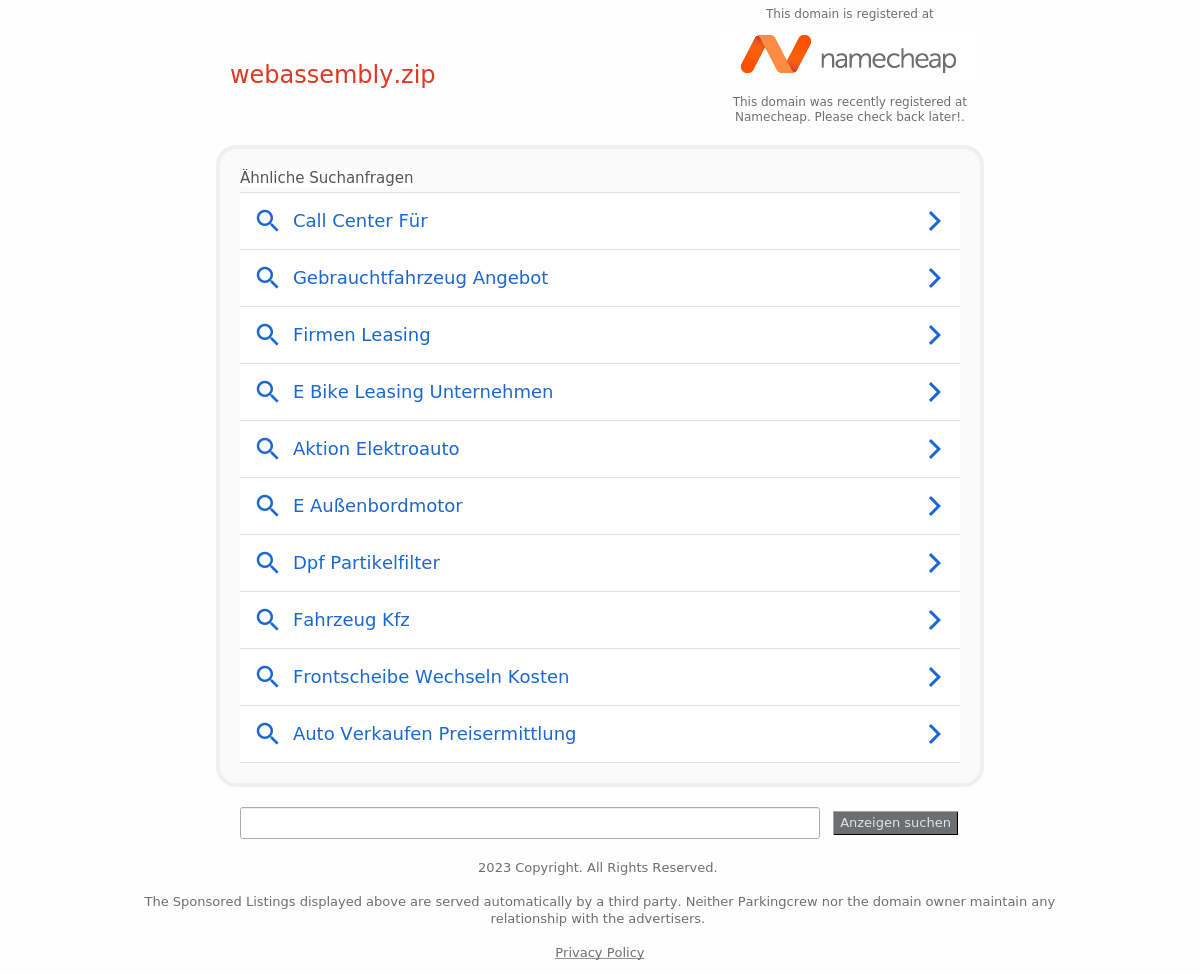 This domain is registered at
webassembly.zip
namecheap
This domain was recently registered at
Namecheap. Please check back later!.
Ähnliche Suchanfragen
Call Center Für
Gebrauchtfahrzeug Angebot
Firmen Leasing
E Bike Leasing Unternehmen
Aktion Elektroauto
E Außenbordmotor
Dpf Partikelfilter
Fahrzeug Kfz
Frontscheibe Wechseln Kosten
Auto Verkaufen Preisermittlung
Anzeigen suchen
2023 Copyright. All Rights Reserved.
The Sponsored Listings displayed above are served automatically by a third party. Neither Parkingcrew nor the domain owner maintain any
relationship with the advertisers.
Privacy Policy